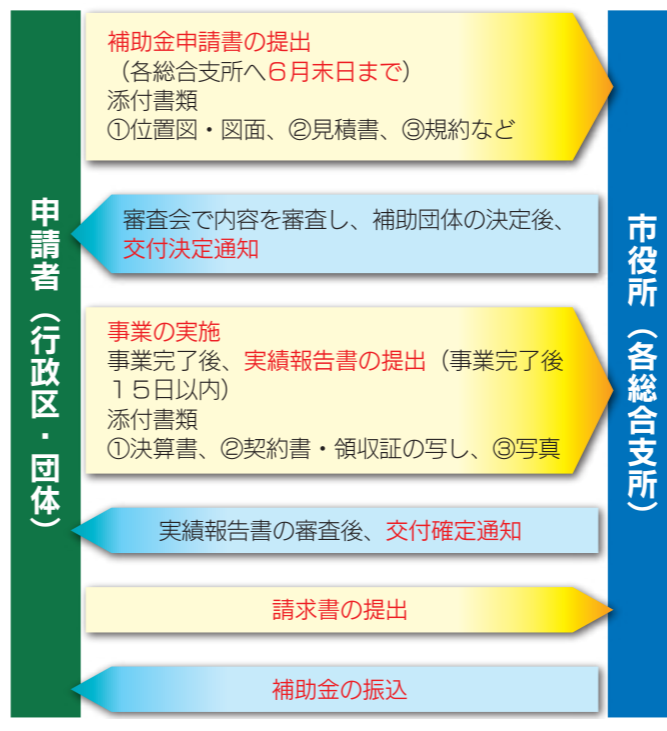 申請者（行政区・団体）
補助金申請書の提出
（各総合支所へ６月末日まで）
添付書類
①位置図・図面、②見積書、③規約など
審査会で内容を審査し、補助団体の決定後、
交付決定通知
事業の実施
事業完了後、実績報告書の提出（事業完了後
１５日以内）
添付書類
①決算書、②契約書・領収証の写し、③写真
実績報告書の審査後、交付確定通知
請求書の提出
補助金の振込
市役所（各総合支所）